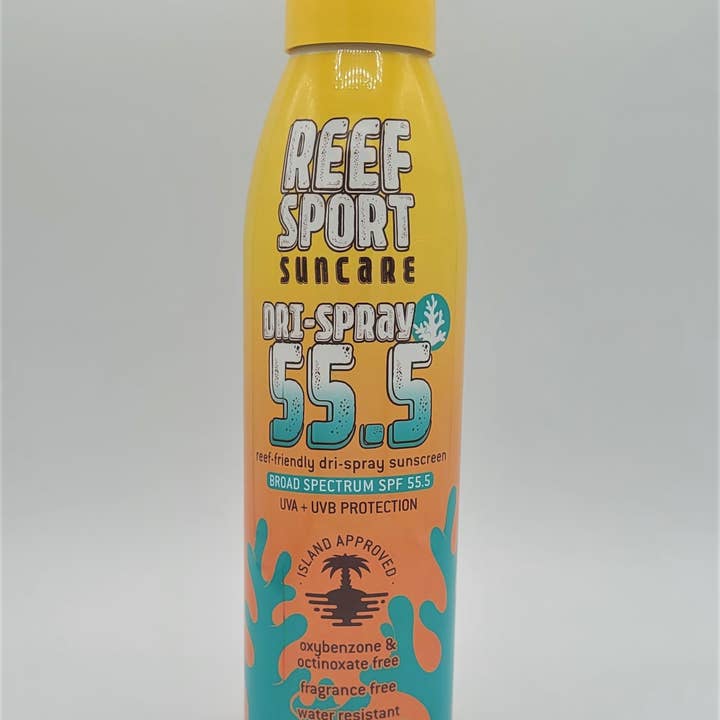 REEF
SPORT
SUNCARE
DRI-SPRAY
55.5
reef-friendly dri-spray sunscreen
BROAD SPECTRUM SPF 55.5
UVA + UVB PROTECTION
· ISLAND APPROVED ·
oxybenzone &
octinoxate free
fragrance free
water resistant